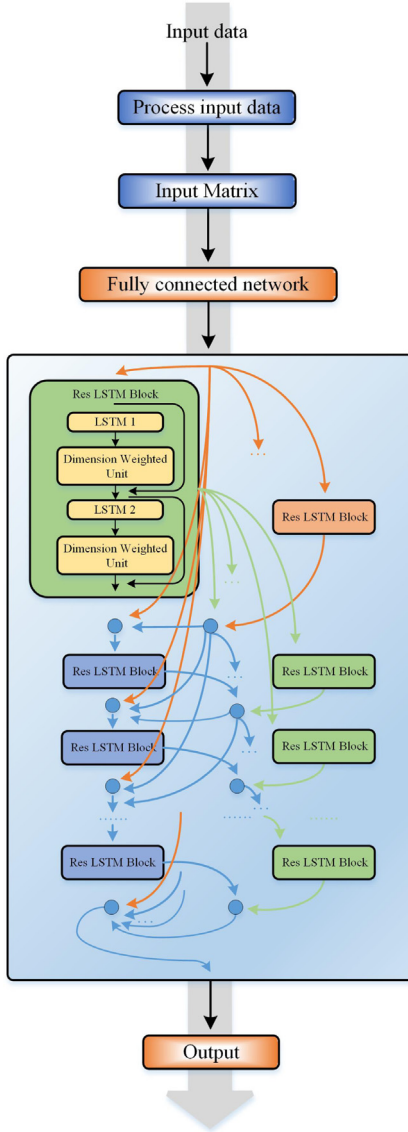 Input data
Process input data
Input Matrix
Fully connected network
Res LSTM Block
LSTM 1
Dimension Weighted
Unit
LSTM 2
Dimension Weighted
Unit
Res LSTM Block
Res LSTM Block
Res LSTM Block
Res LSTM Block
Res LSTM Block
Res LSTM Block
Res LSTM Block
Output